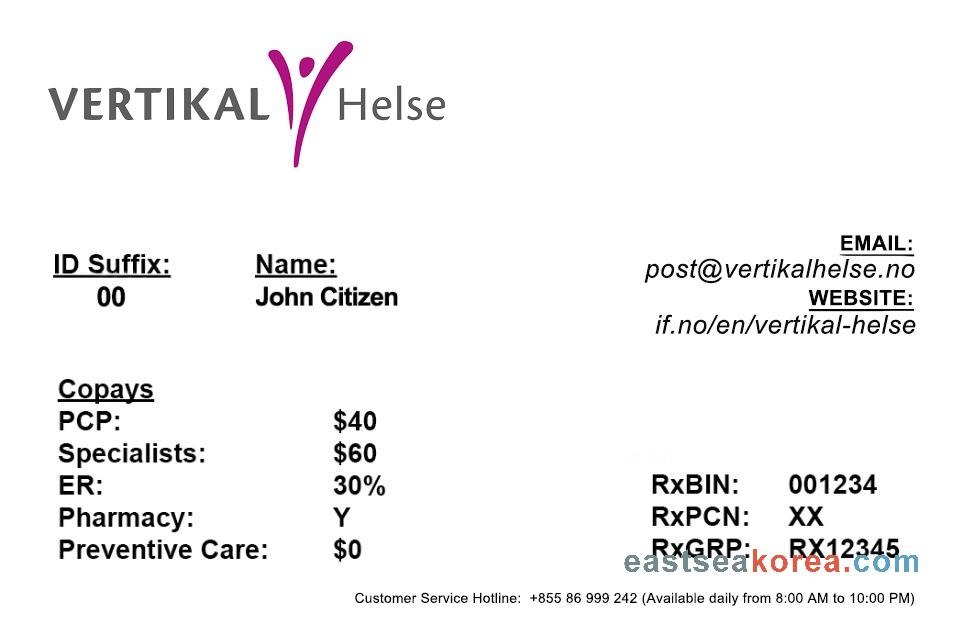 VERTIKAL Helse
EMAIL:
post@vertikalhelse.no
WEBSITE:
if.no/en/vertikal-helse
ID Suffix: Name:
00 John Citizen
Copays
PCP: $40
Specialists: $60
ER: 30%
Pharmacy: Y
Preventive Care: $0
RxBIN: 001234
RxPCN: XX
RxGRP: RX12345
eastseakorea.com
Customer Service Hotline: +855 86 999 242 (Available daily from 8:00 AM to 10:00 PM)